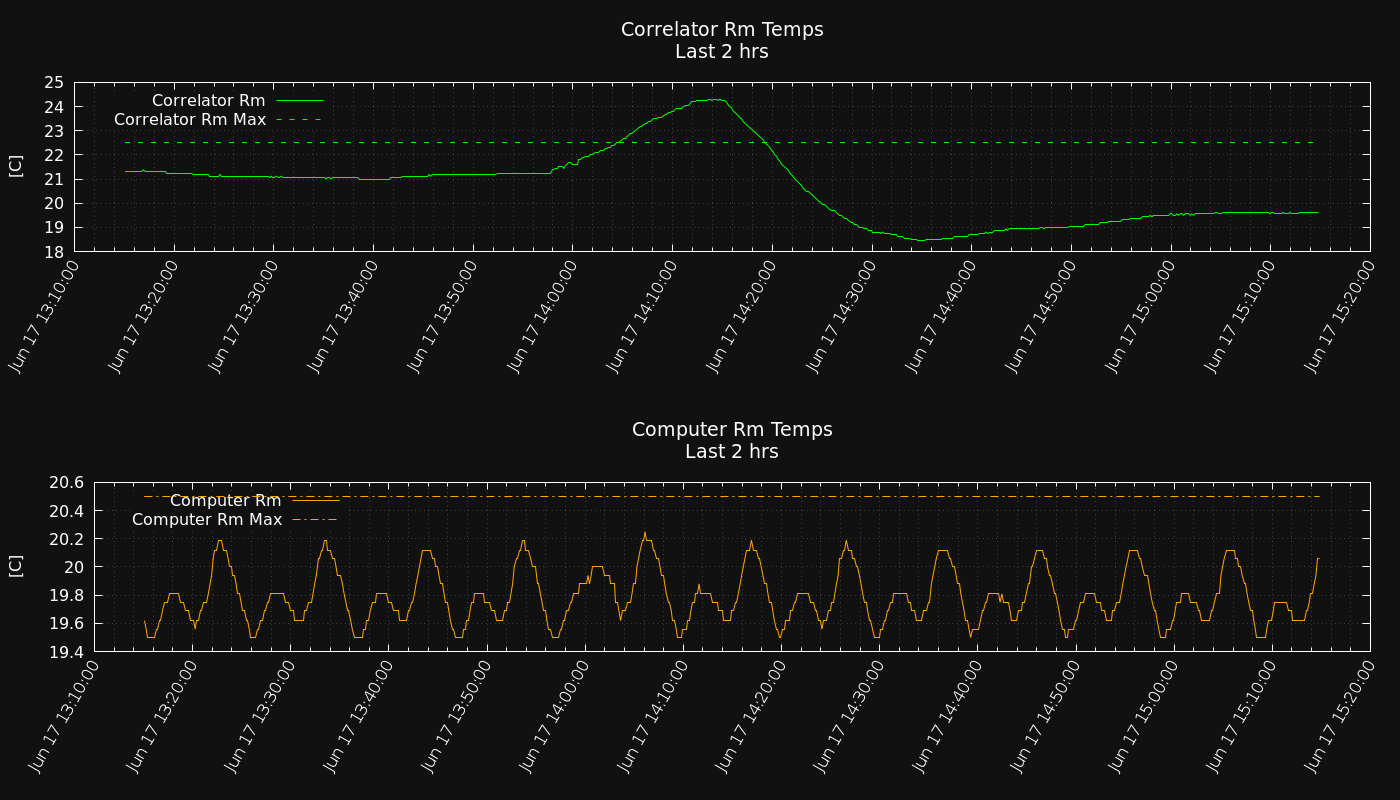 Correlator Rm Temps
Last 2 hrs
25
24
23
22
21
20
19
18
[C]
Correlator Rm
Correlator Rm Max
Jun 17 13:10:00
Jun 17 13:20:00
Jun 17 13:30:00
Jun 17 13:40:00
Jun 17 13:50:00
Jun 17 14:00:00
Jun 17 14:10:00
Jun 17 14:20:00
Jun 17 14:30:00
Jun 17 14:40:00
Jun 17 14:50:00
Jun 17 15:00:00
Jun 17 15:10:00
Jun 17 15:20:00
Computer Rm Temps
Last 2 hrs
20.6
20.4
20.2
20
19.8
19.6
19.4
[C]
Computer Rm
Computer Rm Max
Jun 17 13:10:00
Jun 17 13:20:00
Jun 17 13:30:00
Jun 17 13:40:00
Jun 17 13:50:00
Jun 17 14:00:00
Jun 17 14:10:00
Jun 17 14:20:00
Jun 17 14:30:00
Jun 17 14:40:00
Jun 17 14:50:00
Jun 17 15:00:00
Jun 17 15:10:00
Jun 17 15:20:00